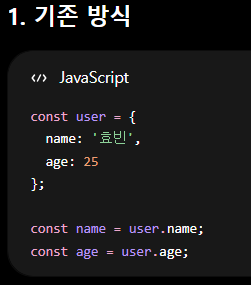 1. 기존 방식
</> JavaScript
const user = {
  name: '효빈',
  age: 25
};

const name = user.name;
const age = user.age;